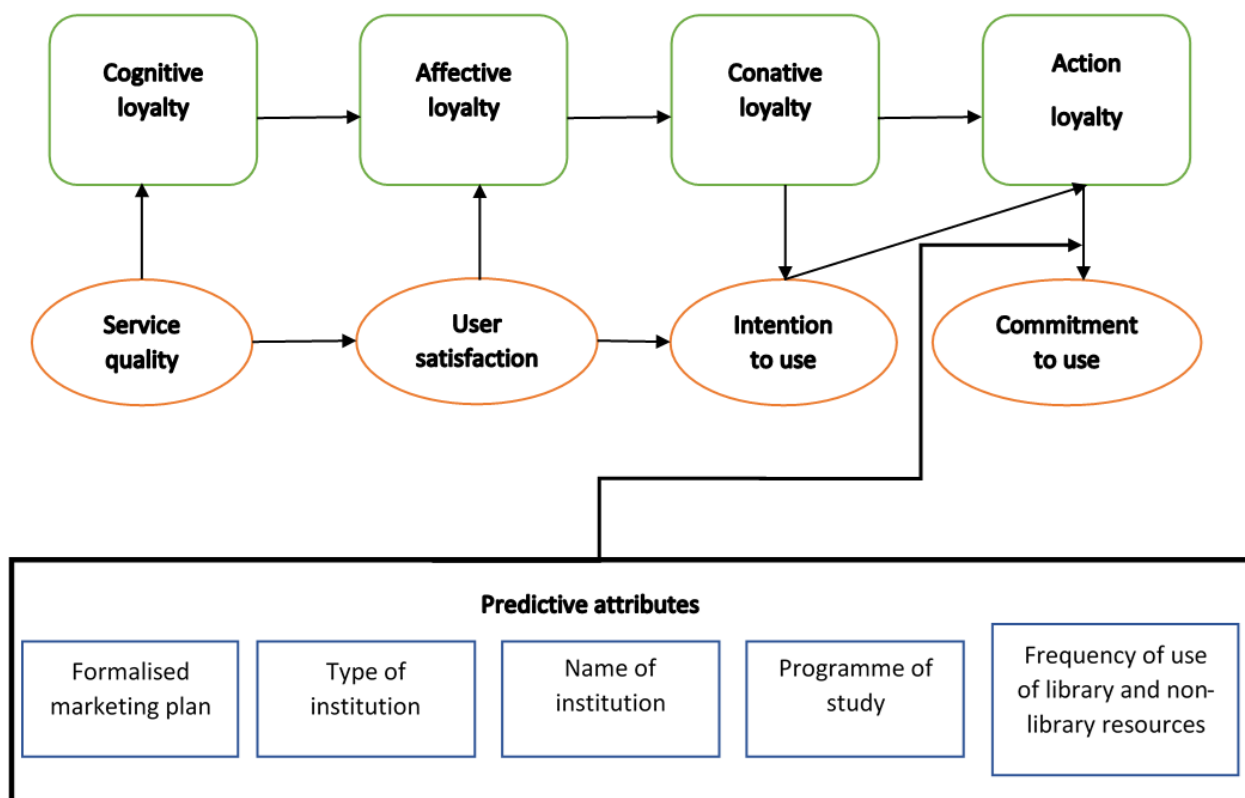 Cognitive
loyalty
Affective
loyalty
Conative
loyalty
Action
loyalty
Service
quality
User
satisfaction
Intention
to use
Commitment
to use
Predictive attributes
Formalised
marketing plan
Type of
institution
Name of
institution
Programme of
study
Frequency of use
of library and non-
library resources